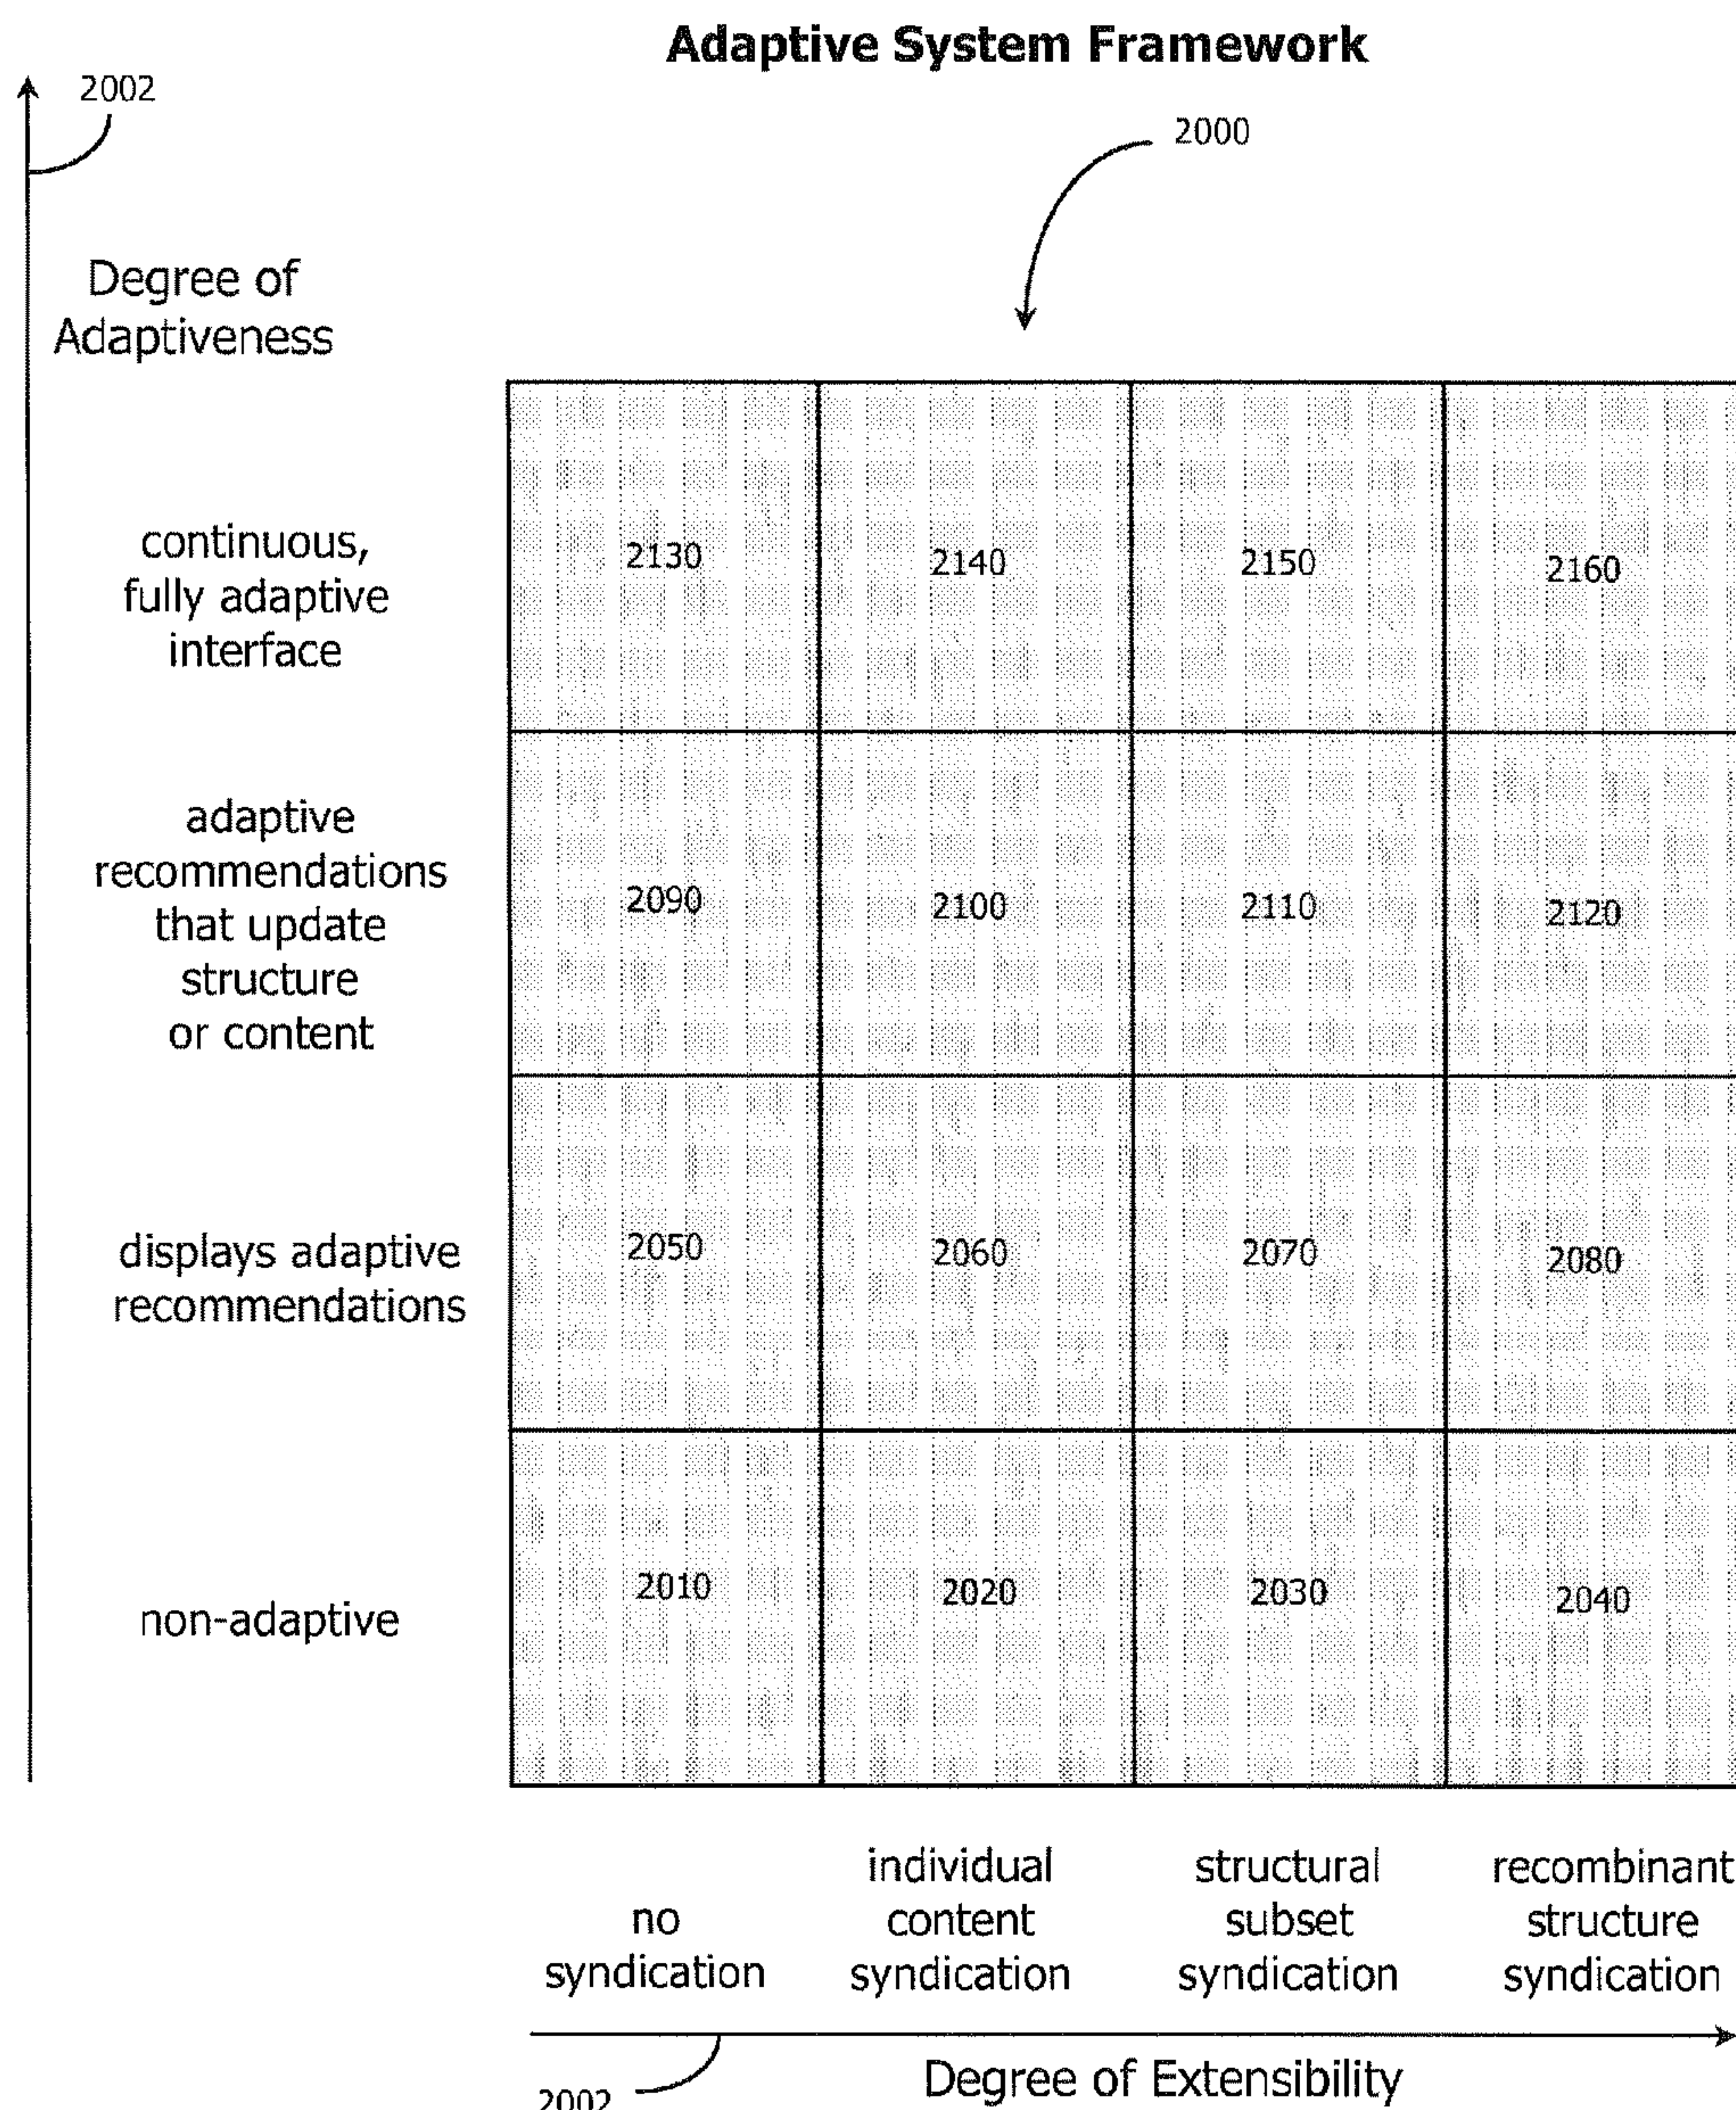 Adaptive System Framework
2002
2000
Degree of
Adaptiveness
continuous,
fully adaptive
interface
2130
2140
2150
2160
adaptive
recommendations
that update
structure
or content
2090
2100
2110
2120
displays adaptive
recommendations
2050
2060
2070
2080
non-adaptive
2010
2020
2030
2040
no
syndication
individual
content
syndication
structural
subset
syndication
recombinant
structure
syndication
2002
Degree of Extensibility